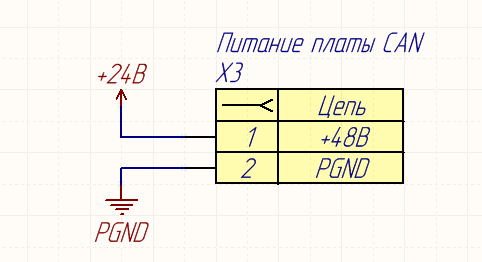 Питание платы CAN
+24В
X3
Цепь
1 +48В
2 PGND
PGND